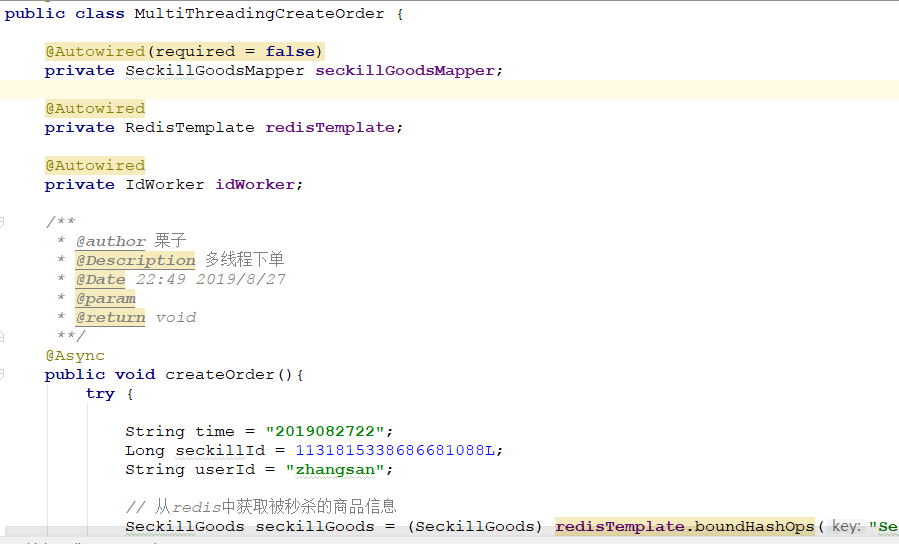 public class MultiThreadingCreateOrder {
@Autowired(required = false)
private SeckillGoodsMapper seckillGoodsMapper;
@Autowired
private RedisTemplate redisTemplate;
@Autowired
private IdWorker idWorker;
/**
* @author 栗子
* @Description 多线程下单
* @Date 22:49 2019/8/27
* @param
* @return void
**/
@Async
public void createOrder(){
try {
String time = "2019082722";
Long seckillId = 1131815338686681088L;
String userId = "zhangsan";
// 从redis中获取被秒杀的商品信息
SeckillGoods seckillGoods = (SeckillGoods) redisTemplate.boundHashOps( key: "Se